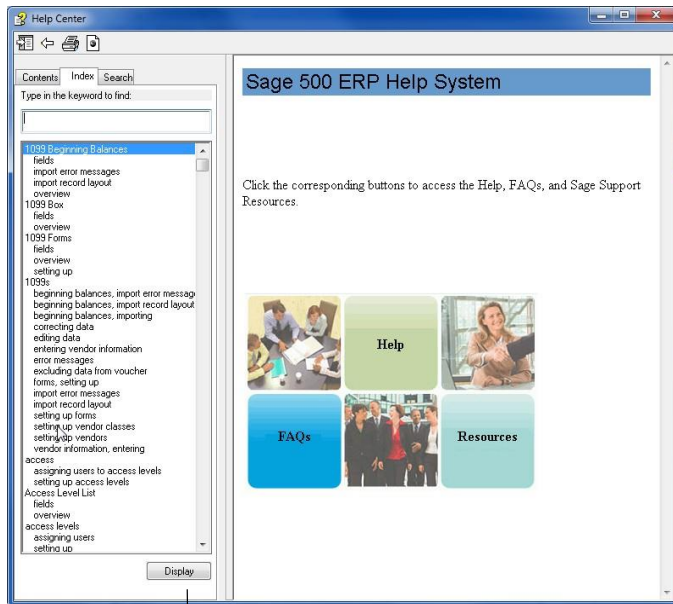 Help Center
Contents Index Search
Type in the keyword to find:
1099 Beginning Balances
fields
import error messages
import record layout
overview
1099 Box
fields
overview
1099 Forms
fields
overview
setting up
1099s
beginning balances, import error messag
beginning balances, import record layout
beginning balances, importing
correcting data
editing data
entering vendor information
error messages
excluding data from voucher
forms, setting up
import error messages
import record layout
setting up forms
setting up vendor classes
setting up vendors
vendor information, entering
access
assigning users to access levels
setting up access levels
Access Level List
fields
overview
access levels
assigning users
setting up
Display
Sage 500 ERP Help System
Click the corresponding buttons to access the Help, FAQs, and Sage Support
Resources.
Help
FAQs
Resources